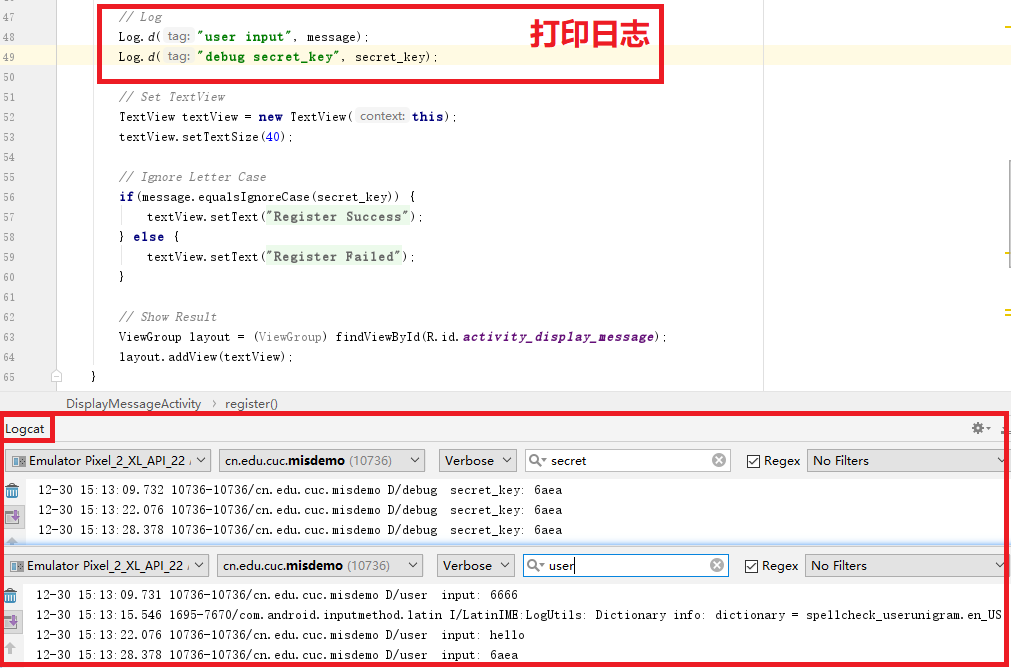 47 // Log
48 Log.d( tag: "user input", message);
打印日志
49 Log.d( tag: "debug secret_key", secret_key);
50
51 // Set TextView
52 TextView textView = new TextView( context: this);
53 textView.setTextSize(40);
54
55 // Ignore Letter Case
56 if(message.equalsIgnoreCase(secret_key)) {
57 textView.setText("Register Success");
58 } else {
59 textView.setText("Register Failed");
60 }
61
62 // Show Result
63 ViewGroup layout = (ViewGroup) findViewById(R.id.activity_display_message);
64 layout.addView(textView);
65 }
DisplayMessageActivity › register()
Logcat
Emulator Pixel_2_XL_API_22 cn.edu.cuc.misdemo (10736) Verbose secret Regex No Filters
12-30 15:13:09.732 10736-10736/cn.edu.cuc.misdemo D/debug secret_key: 6aea
12-30 15:13:22.076 10736-10736/cn.edu.cuc.misdemo D/debug secret_key: 6aea
12-30 15:13:28.378 10736-10736/cn.edu.cuc.misdemo D/debug secret_key: 6aea
Emulator Pixel_2_XL_API_22 cn.edu.cuc.misdemo (10736) Verbose user Regex No Filters
12-30 15:13:09.731 10736-10736/cn.edu.cuc.misdemo D/user input: 6666
12-30 15:13:15.546 1695-7670/com.android.inputmethod.latin I/LatinIME:LogUtils: Dictionary info: dictionary = spellcheck_userunigram.en_US
12-30 15:13:22.076 10736-10736/cn.edu.cuc.misdemo D/user input: hello
12-30 15:13:28.378 10736-10736/cn.edu.cuc.misdemo D/user input: 6aea